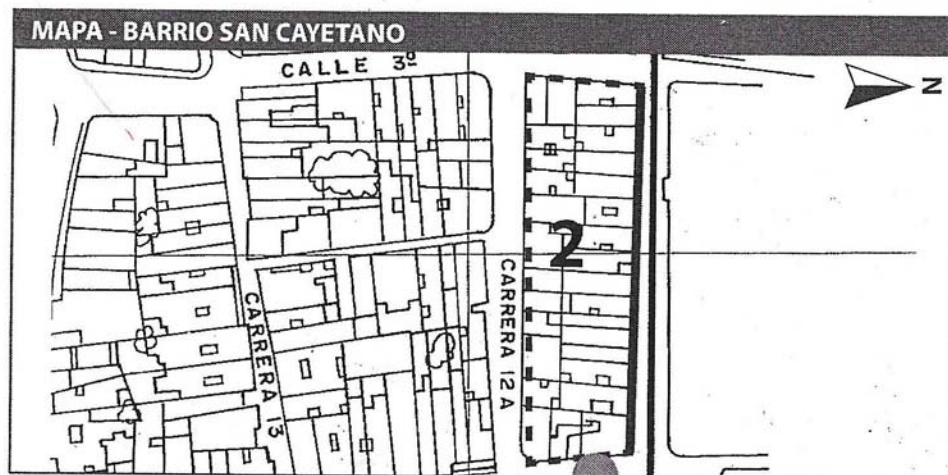 MAPA - BARRIO SAN CAYETANO
CALLE 3º
N
2
CARRERA 12 A
CARRERA 13